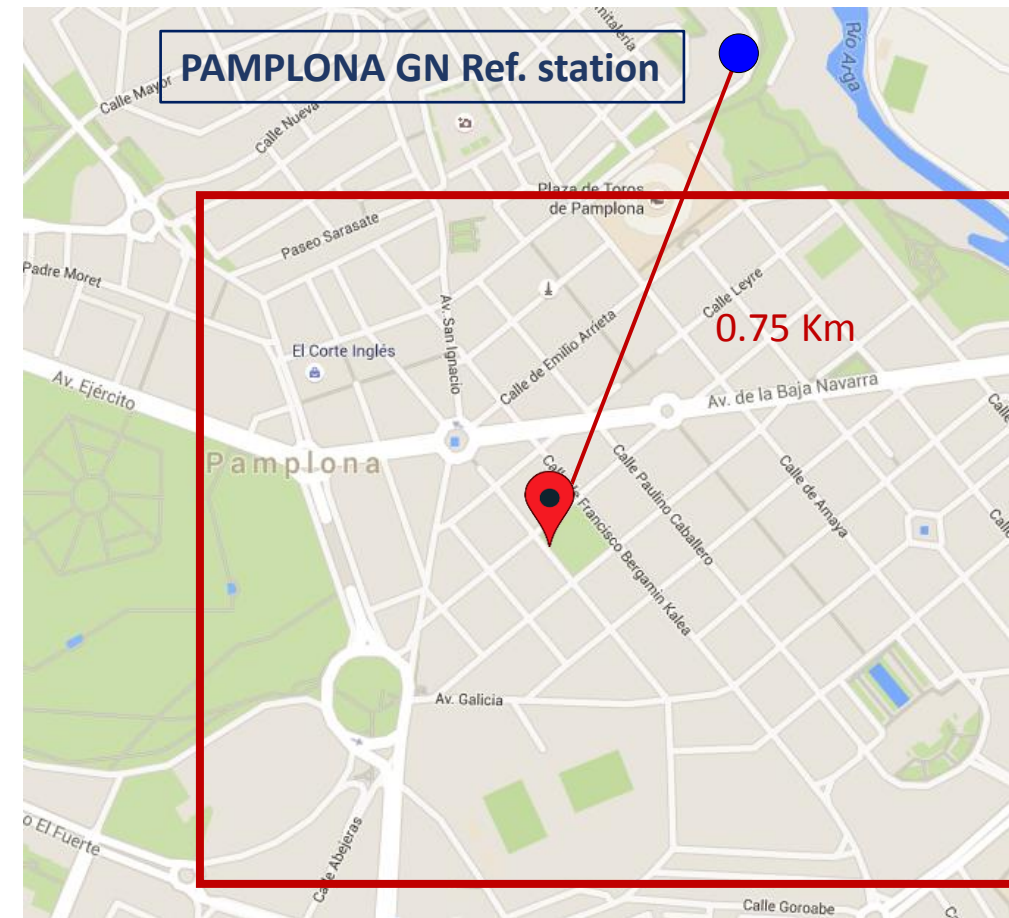 PAMPLONA GN Ref. station
Río Arga
Calle Mayor
Calle Nueva
Plaza de Toros
de Pamplona
Paseo Sarasate
Padre Moret
Calle Leyre
Av. San Ignacio
0.75 Km
Calle de Emilio Arrieta
El Corte Inglés
Av. Ejército
Av. de la Baja Navarra
Pamplona
Calle de Francisco Bergamin Kalea
Calle Paulino Caballero
Calle de Amaya
Av. Galicia
El Fuerte
Calle Abejeras
Calle Goroabe